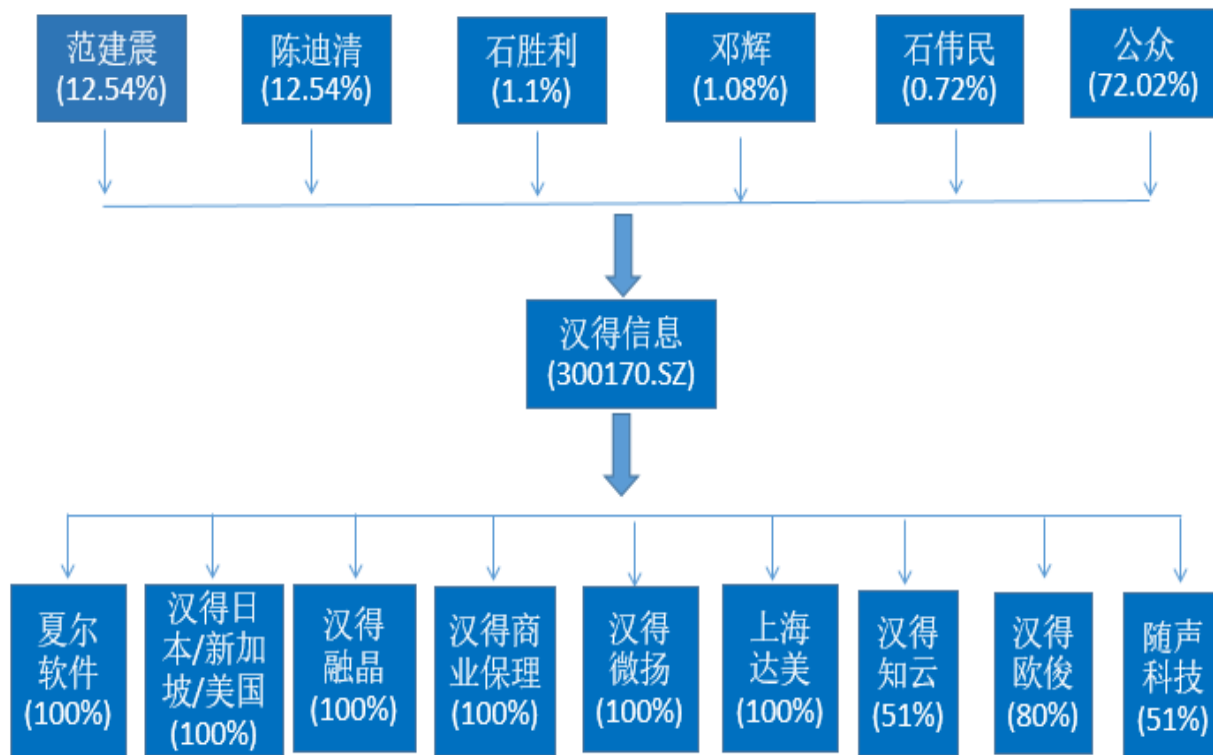 范建震
(12.54%)
陈迪清
(12.54%)
石胜利
(1.1%)
邓辉
(1.08%)
石伟民
(0.72%)
公众
(72.02%)
汉得信息
(300170.SZ)
夏尔
软件
(100%)
汉得日
本/新加
坡/美国
(100%)
汉得
融晶
(100%)
汉得商
业保理
(100%)
汉得
微扬
(100%)
上海
达美
(100%)
汉得
知云
(51%)
汉得
欧俊
(80%)
随声
科技
(51%)